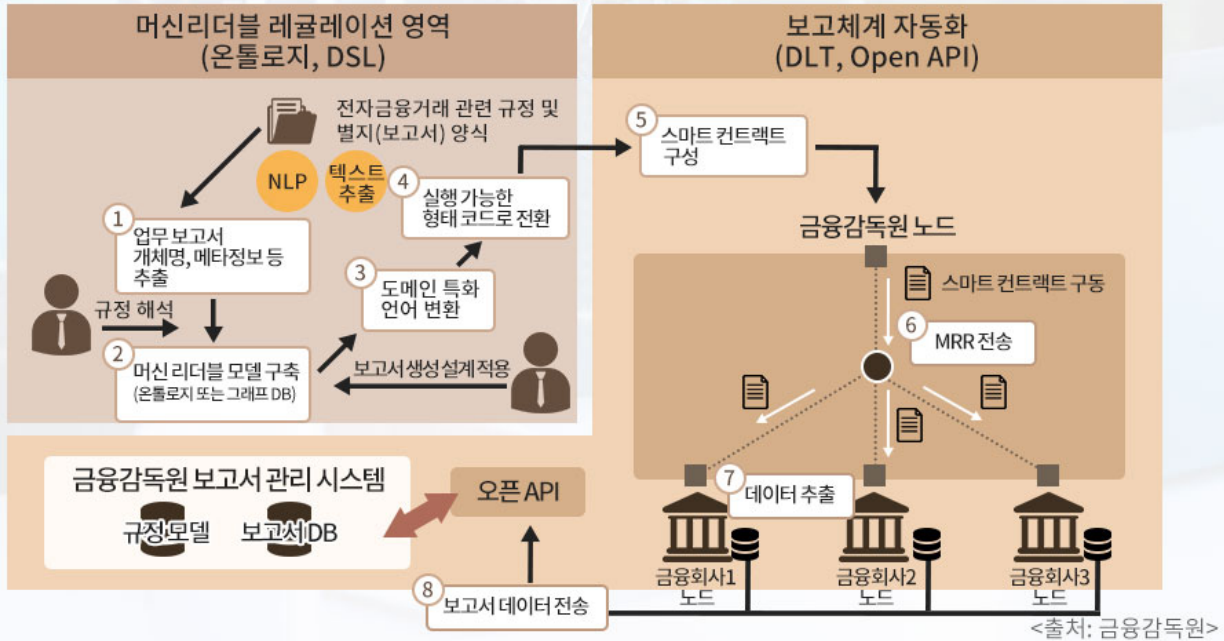 머신리더블 레귤레이션 영역
(온톨로지, DSL)
전자금융거래 관련 규정 및
별지(보고서) 양식
NLP
텍스트
추출
1
업무 보고서
개체명, 메타정보 등
추출
규정 해석
2
머신 리더블 모델 구축
(온톨로지 또는 그래프 DB)
3
도메인 특화
언어 변환
4
실행 가능한
형태 코드로 전환
보고서 생성 설계 적용
보고체계 자동화
(DLT, Open API)
5
스마트 컨트랙트
구성
금융감독원 노드
스마트 컨트랙트 구동
6
MRR 전송
7
데이터 추출
금융회사1
노드
금융회사2
노드
금융회사3
노드
금융감독원 보고서 관리 시스템
규정 모델
보고서 DB
오픈 API
8
보고서 데이터 전송
<출처: 금융감독원>